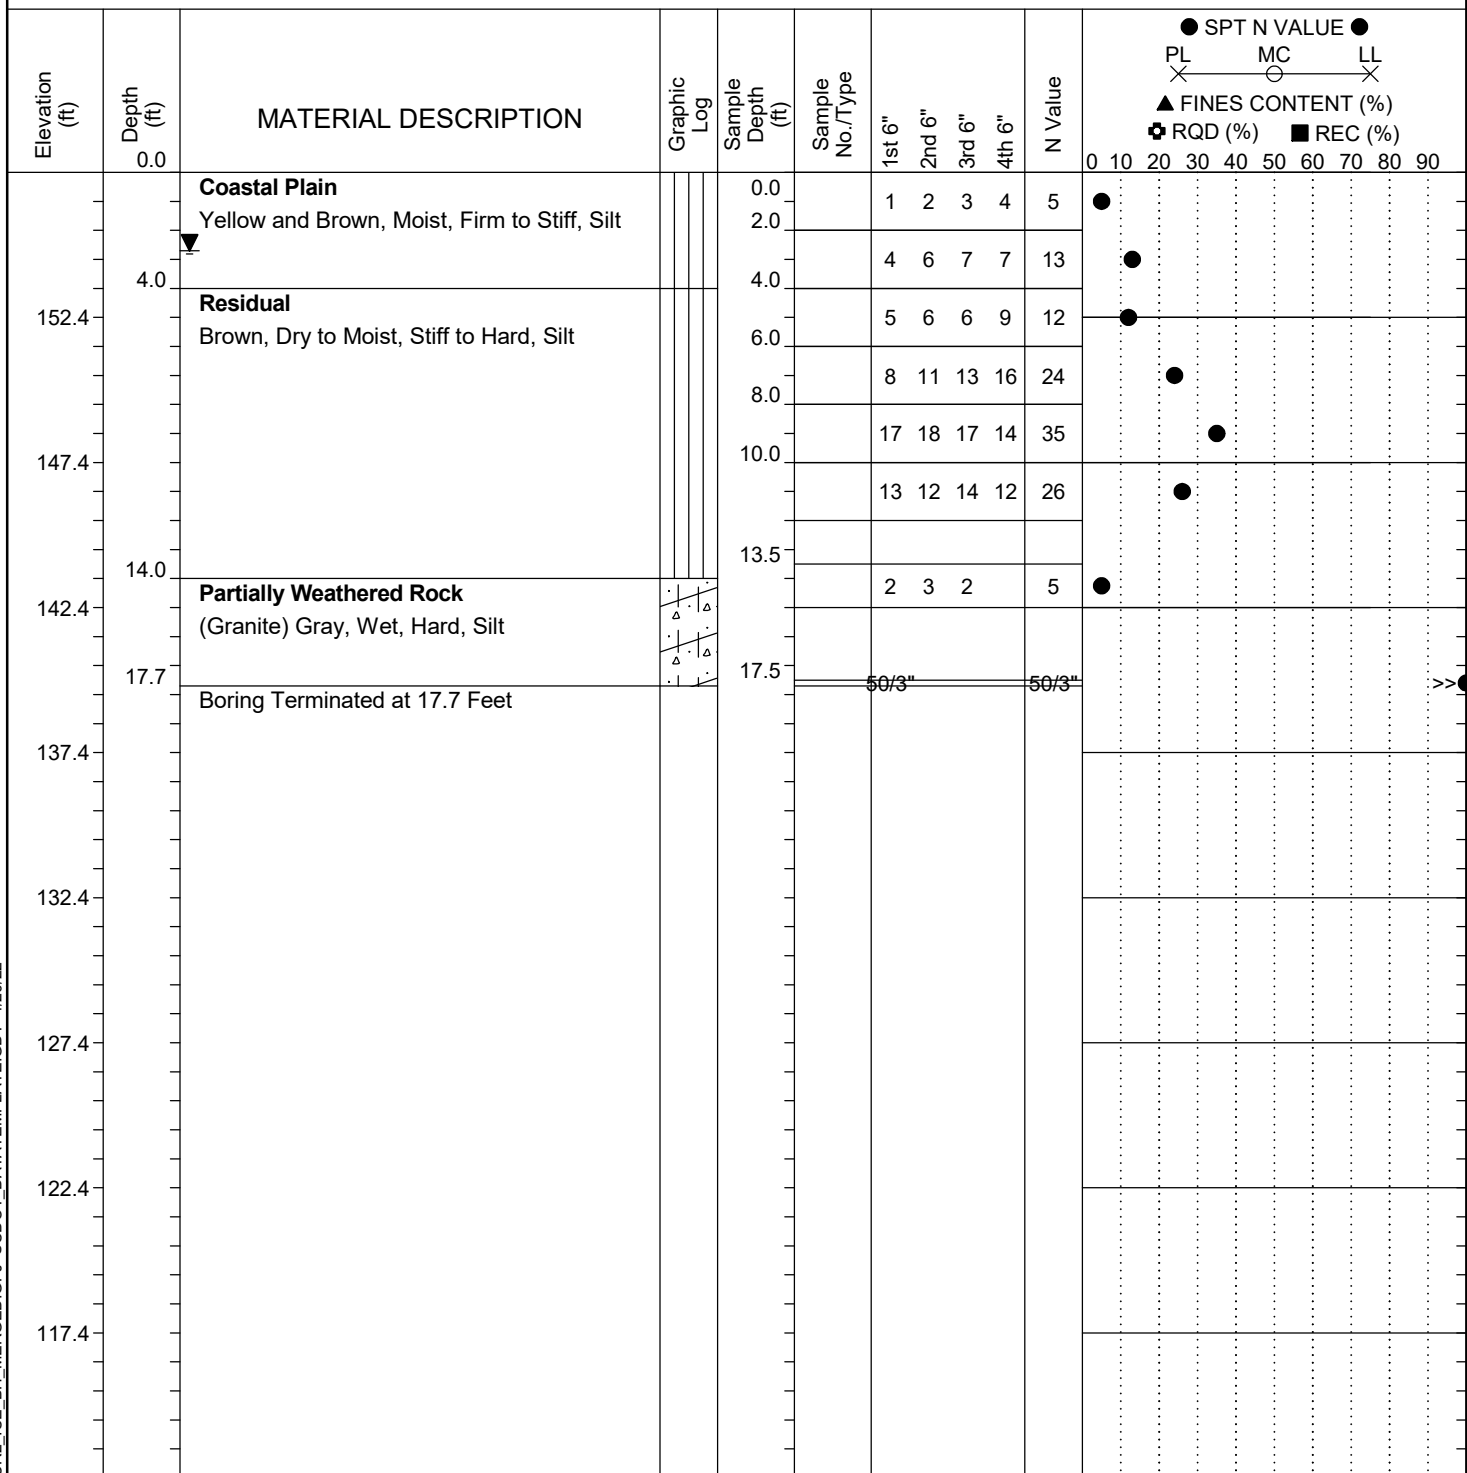 ● SPT N VALUE ●
PL MC LL
▲ FINES CONTENT (%)
RQD (%) ■ REC (%)
0 10 20 30 40 50 60 70 80 90
Elevation (ft)
Depth (ft)
0.0
MATERIAL DESCRIPTION
Graphic Log
Sample Depth (ft)
Sample No./Type
1st 6"
2nd 6"
3rd 6"
4th 6"
N Value
Coastal Plain
Yellow and Brown, Moist, Firm to Stiff, Silt
0.0
1 2 3 4 5
2.0
4 6 7 7 13
4.0
4.0
Residual
Brown, Dry to Moist, Stiff to Hard, Silt
152.4
5 6 6 9 12
6.0
8 11 13 16 24
8.0
17 18 17 14 35
10.0
147.4
13 12 14 12 26
13.5
14.0
Partially Weathered Rock
(Granite) Gray, Wet, Hard, Silt
2 3 2 5
142.4
17.5
17.7
50/3" 50/3" >>
Boring Terminated at 17.7 Feet
137.4
132.4
127.4
122.4
117.4